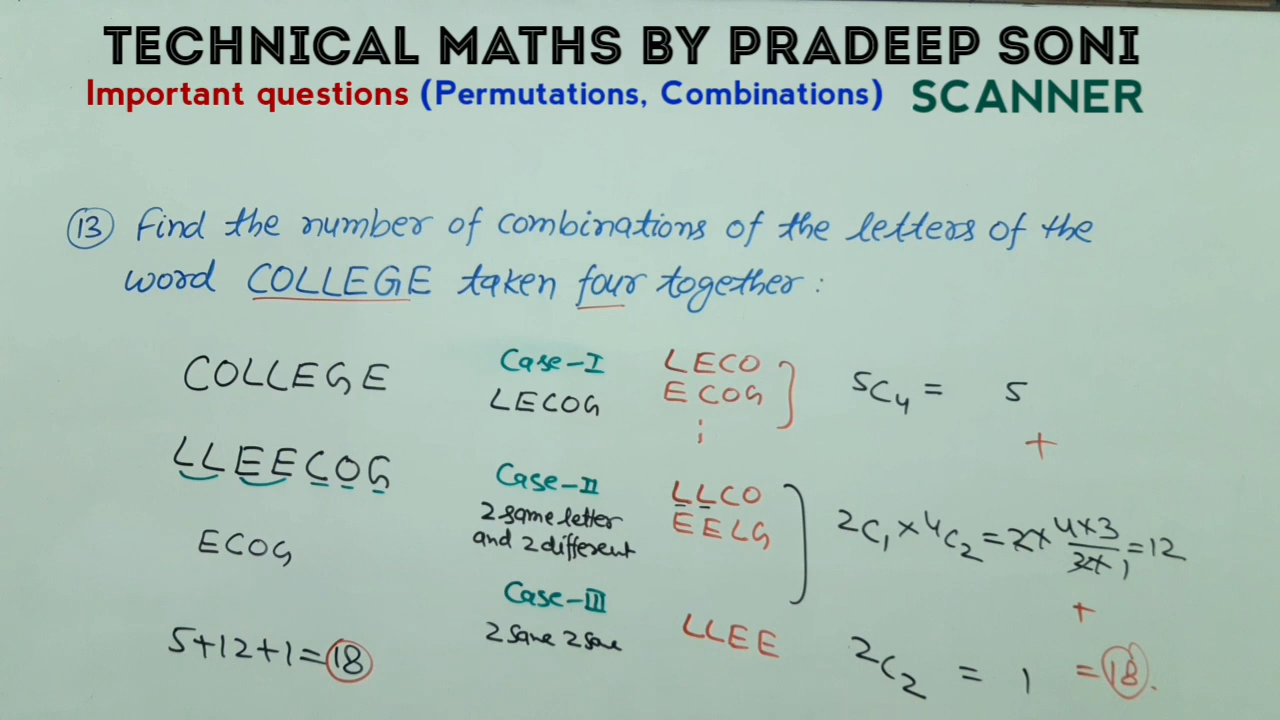 TECHNICAL MATHS BY PRADEEP SONI
Important questions (Permutations, Combinations) SCANNER
13 Find the number of combinations of the letters of the
word COLLEGE taken four together :
COLLEGE
LLEECOG
ECOG
5+12+1=18
Case-I
LECOG
LECO
ECOG
⋮
5C4 = 5
+
Case-II
2 same letter
and 2 different
LLCO
EELG
2C1 × 4C2 = 2× 4×3/2×1 = 12
+
Case-III
2 same 2 same
LLEE
2C2 = 1 = 18.